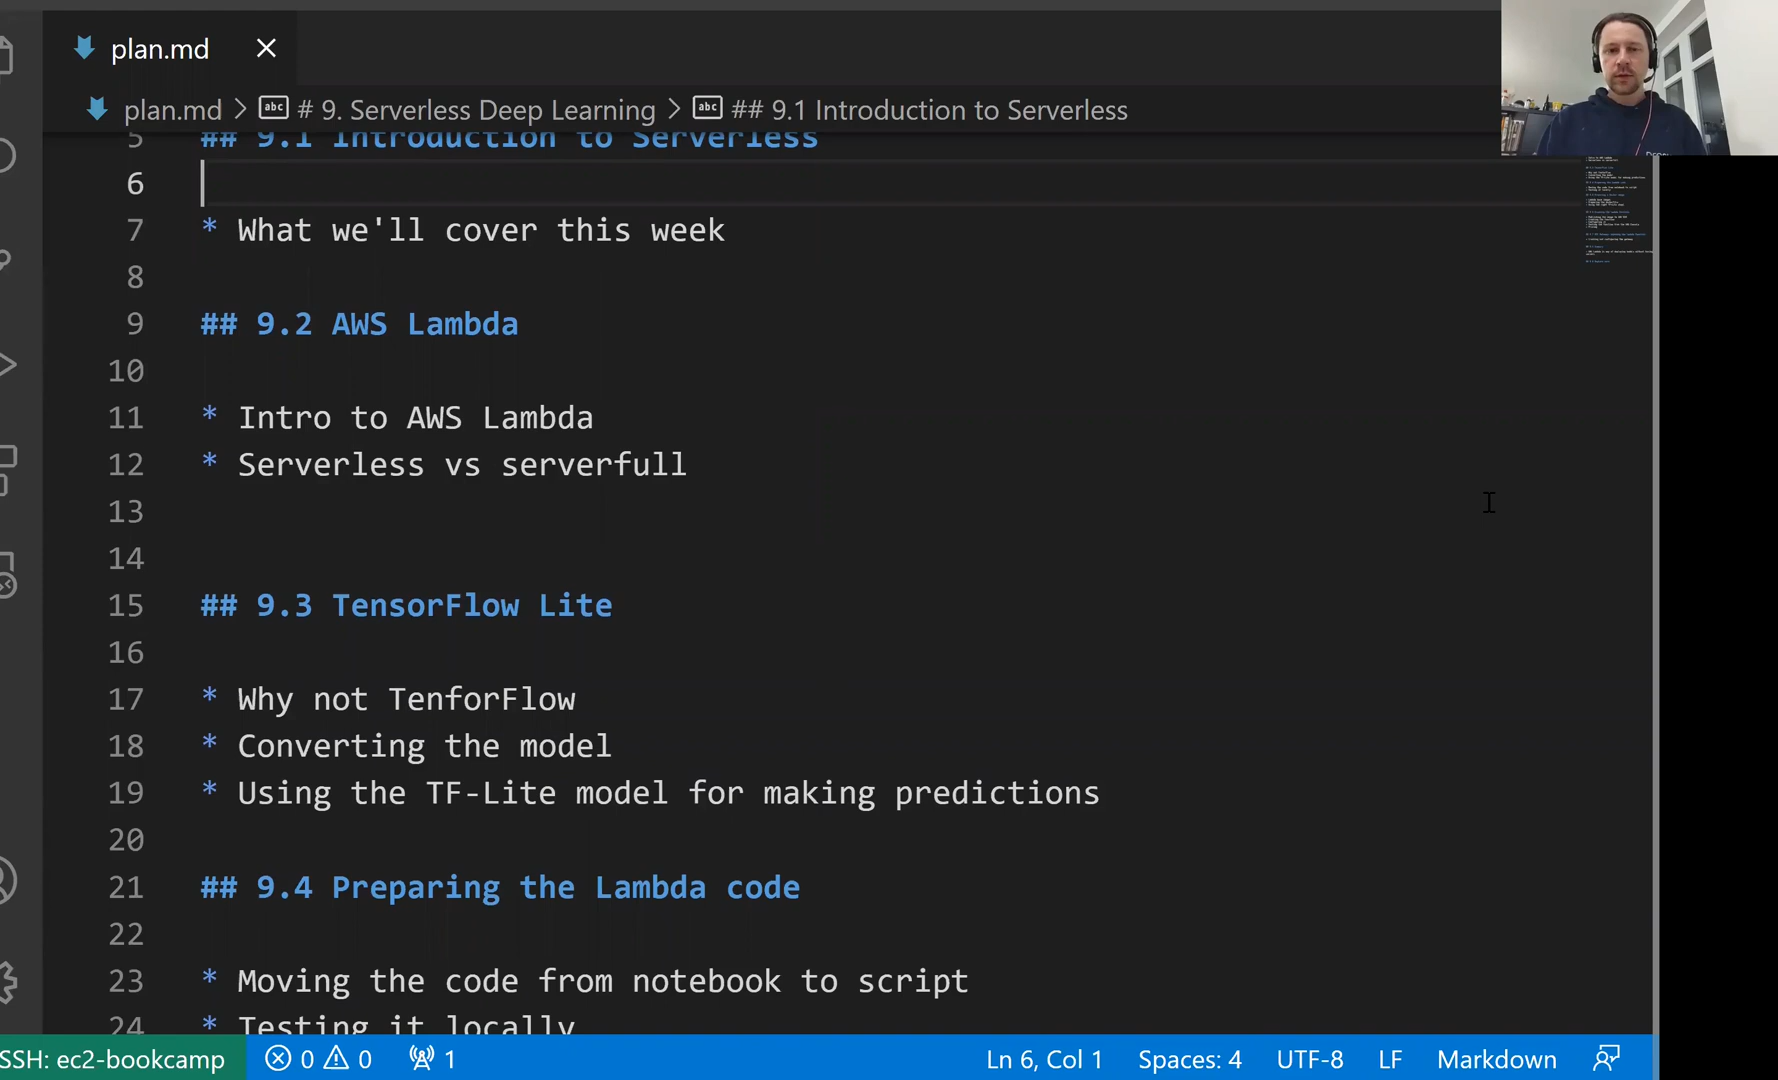 plan.md
plan.md > # 9. Serverless Deep Learning > ## 9.1 Introduction to Serverless
5 ## 9.1 Introduction to Serverless
6
7 * What we'll cover this week
8
9 ## 9.2 AWS Lambda
10
11 * Intro to AWS Lambda
12 * Serverless vs serverfull
13
14
15 ## 9.3 TensorFlow Lite
16
17 * Why not TenforFlow
18 * Converting the model
19 * Using the TF-Lite model for making predictions
20
21 ## 9.4 Preparing the Lambda code
22
23 * Moving the code from notebook to script
24 * Testing it locally
SSH: ec2-bookcamp 0 0 1 Ln 6, Col 1 Spaces: 4 UTF-8 LF Markdown